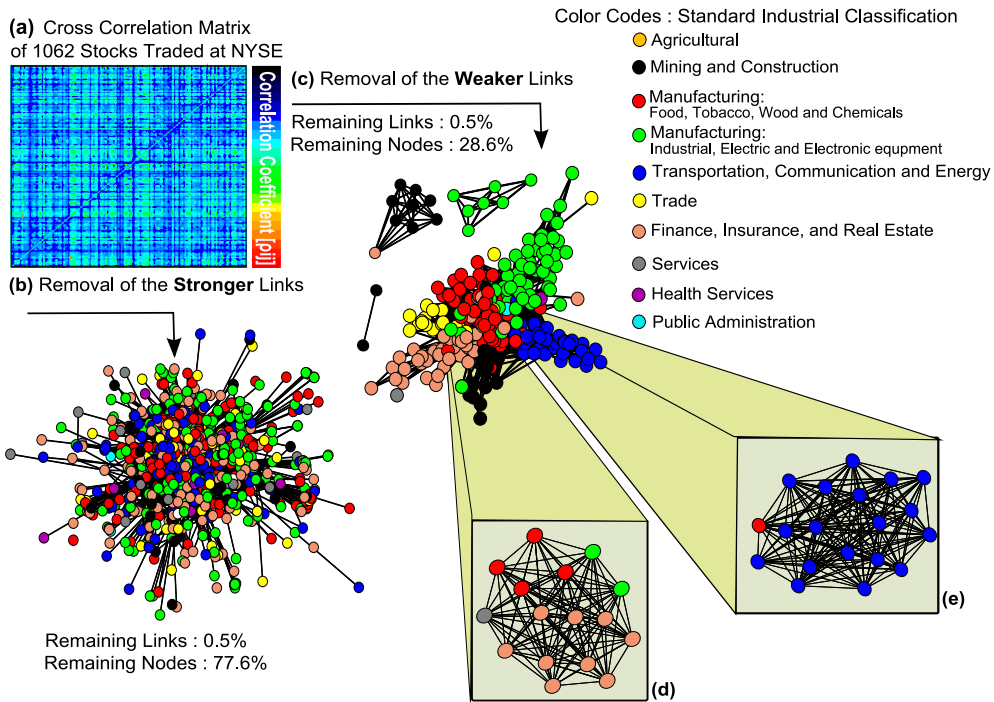 (a) Cross Correlation Matrix
of 1062 Stocks Traded at NYSE
Correlation Coefficient [pij]
(c) Removal of the Weaker Links
Remaining Links : 0.5%
Remaining Nodes : 28.6%
Color Codes : Standard Industrial Classification
Agricultural
Mining and Construction
Manufacturing:
Food, Tobacco, Wood and Chemicals
Manufacturing:
Industrial, Electric and Electronic equpment
Transportation, Communication and Energy
Trade
Finance, Insurance, and Real Estate
Services
Health Services
Public Administration
(b) Removal of the Stronger Links
Remaining Links : 0.5%
Remaining Nodes : 77.6%
(d)
(e)